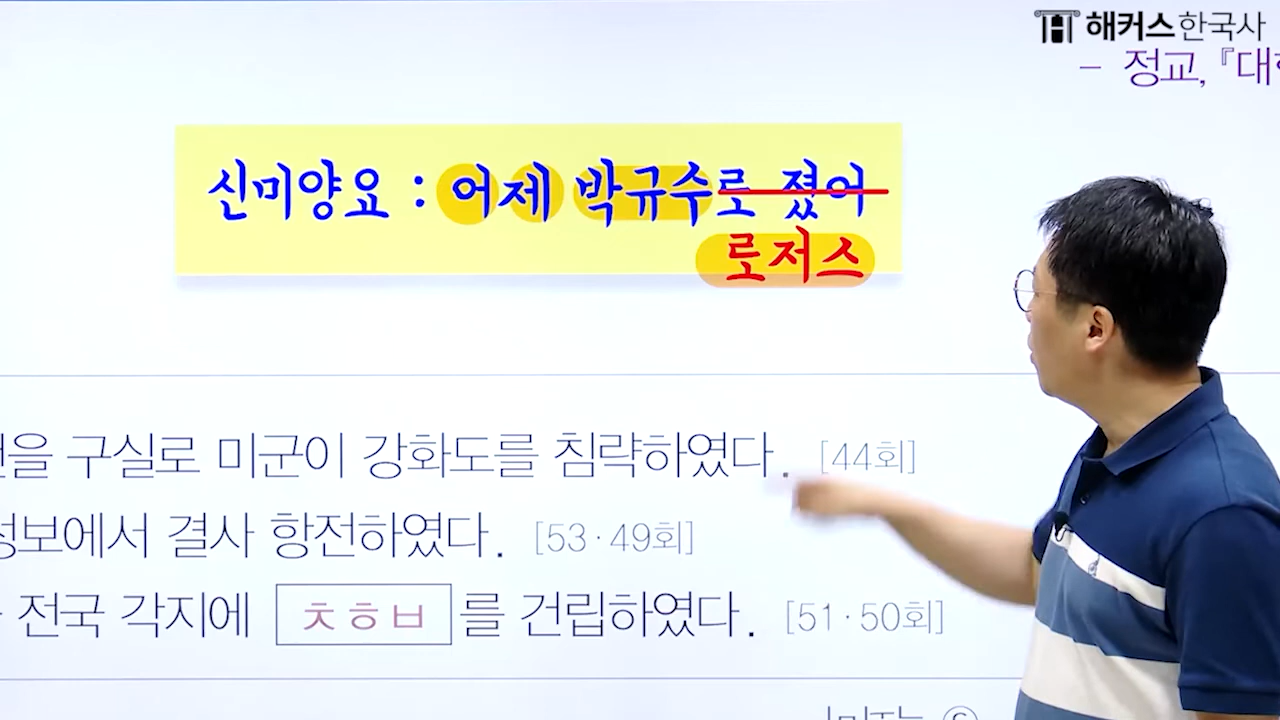 해커스한국사
- 정교, 『대
신미양요 : 어제 박규수로 졌어
로저스
을 구실로 미군이 강화도를 침략하였다. [44회]
보에서 결사 항전하였다. [53·49회]
전국 각지에 ㅊㅎㅂ 를 건립하였다. [51·50회]